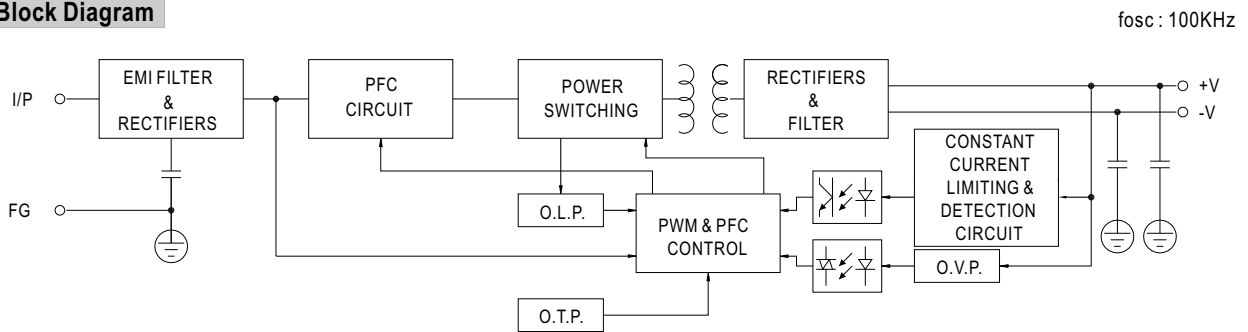 Block Diagram
fosc : 100KHz
I/P
EMI FILTER
&
RECTIFIERS
PFC
CIRCUIT
POWER
SWITCHING
RECTIFIERS
&
FILTER
+V
-V
CONSTANT
CURRENT
LIMITING &
DETECTION
CIRCUIT
FG
O.L.P.
PWM & PFC
CONTROL
O.V.P.
O.T.P.